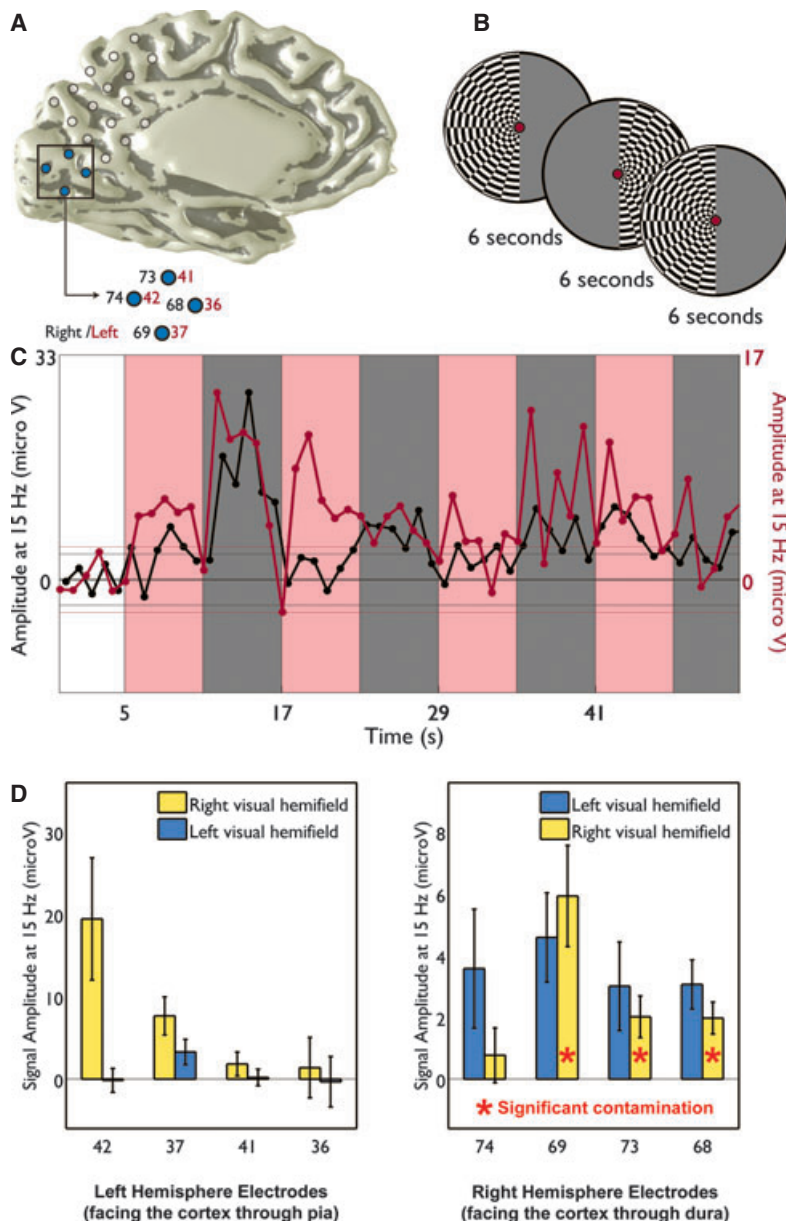 A
B
6 seconds
6 seconds
6 seconds
73 41
74 42
68 36
Right /Left 69 37
C
33
0
Amplitude at 15 Hz (micro V)
17
0
Amplitude at 15 Hz (micro V)
5 17 29 41
Time (s)
D
Signal Amplitude at 15 Hz (microV)
30
20
10
0
Right visual hemifield
Left visual hemifield
42 37 41 36
Left Hemisphere Electrodes
(facing the cortex through pia)
Signal Amplitude at 15 Hz (microV)
8
6
4
2
0
Left visual hemifield
Right visual hemifield
* * *
* Significant contamination
74 69 73 68
Right Hemisphere Electrodes
(facing the cortex through dura)